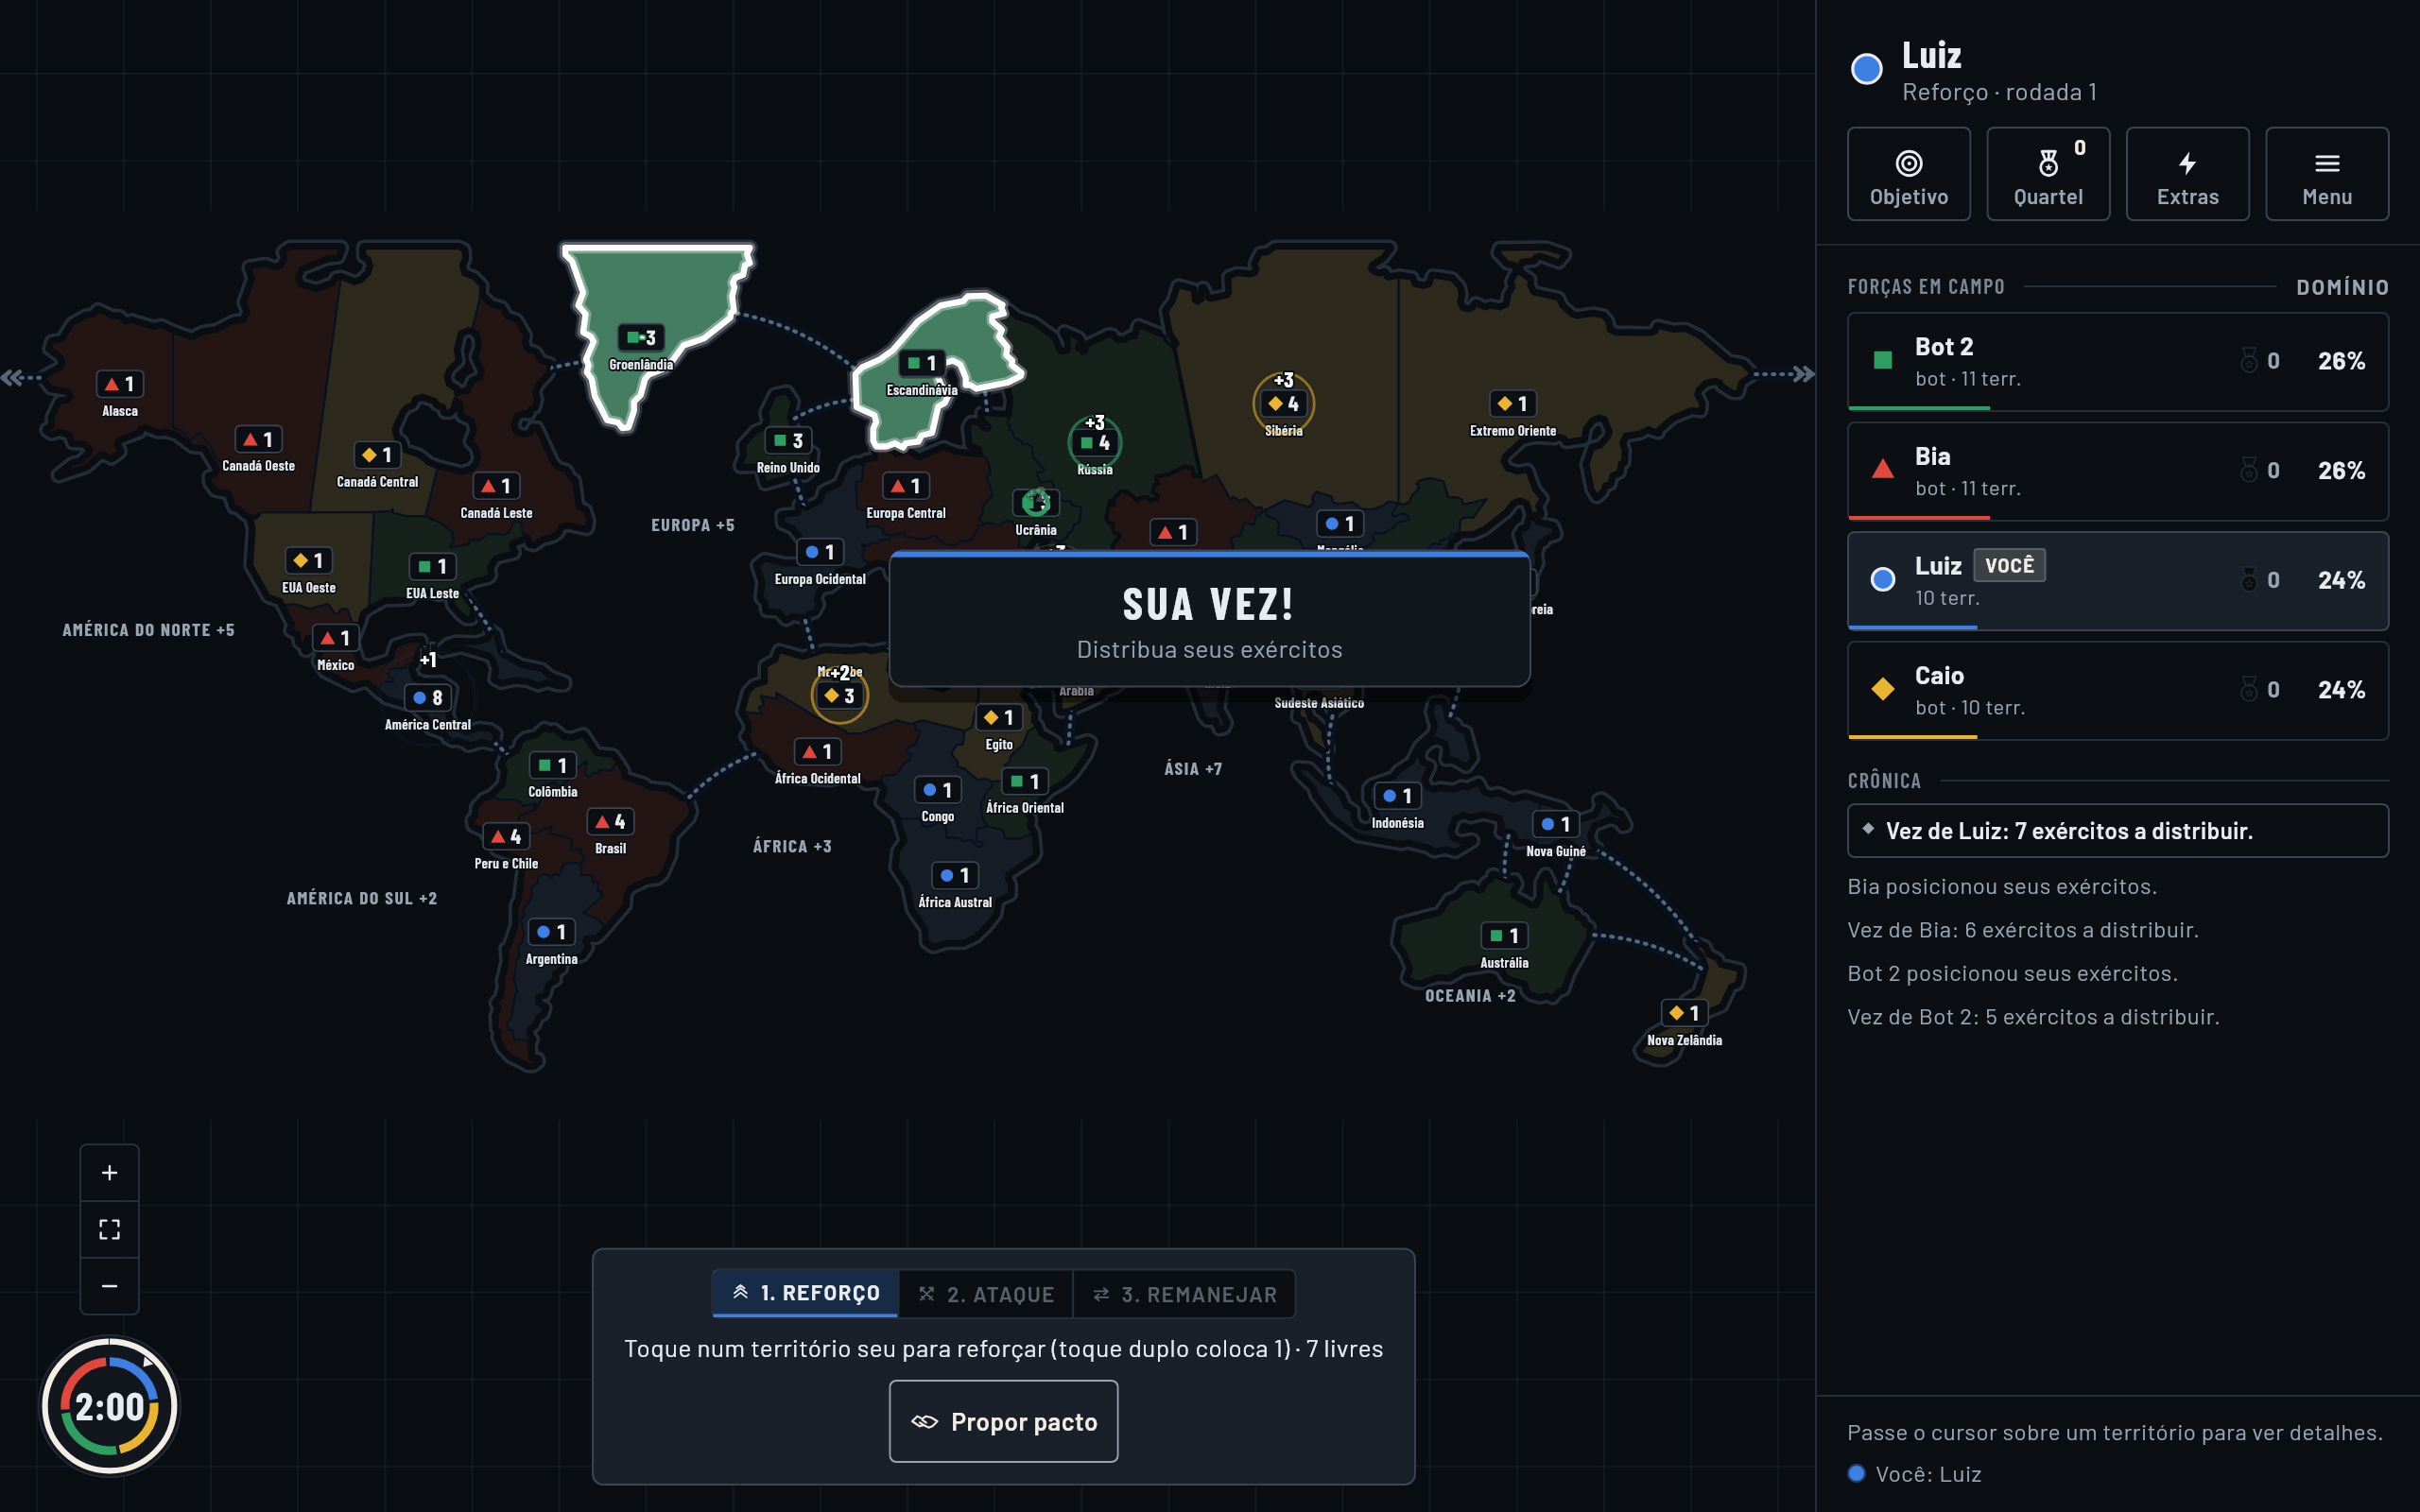 Luiz
Reforço · rodada 1
Objetivo
0
Quartel
Extras
Menu
FORÇAS EM CAMPO
DOMÍNIO
Bot 2
bot · 11 terr.
0
26%
Bia
bot · 11 terr.
0
26%
Luiz
VOCÊ
10 terr.
0
24%
Caio
bot · 10 terr.
0
24%
CRÔNICA
Vez de Luiz: 7 exércitos a distribuir.
Bia posicionou seus exércitos.
Vez de Bia: 6 exércitos a distribuir.
Bot 2 posicionou seus exércitos.
Vez de Bot 2: 5 exércitos a distribuir.
Passe o cursor sobre um território para ver detalhes.
Você: Luiz
3
Groenlândia
1
Escandinávia
1
Alasca
1
Canadá Oeste
1
Canadá Central
1
Canadá Leste
1
EUA Oeste
1
EUA Leste
AMÉRICA DO NORTE +5
1
México
+1
8
América Central
1
Colômbia
4
Peru e Chile
4
Brasil
AMÉRICA DO SUL +2
1
Argentina
3
Reino Unido
EUROPA +5
1
Europa Central
1
Europa Ocidental
Ucrânia
+3
4
Rússia
+3
4
Sibéria
1
Extremo Oriente
1
1
SUA VEZ!
Distribua seus exércitos
+2
3
1
África Ocidental
1
Egito
1
Congo
1
África Oriental
1
África Austral
ÁFRICA +3
Arábia
Sudeste Asiático
ÁSIA +7
1
Indonésia
1
Nova Guiné
1
Austrália
OCEANIA +2
1
Nova Zelândia
+
−
2:00
1. REFORÇO
2. ATAQUE
3. REMANEJAR
Toque num território seu para reforçar (toque duplo coloca 1) · 7 livres
Propor pacto